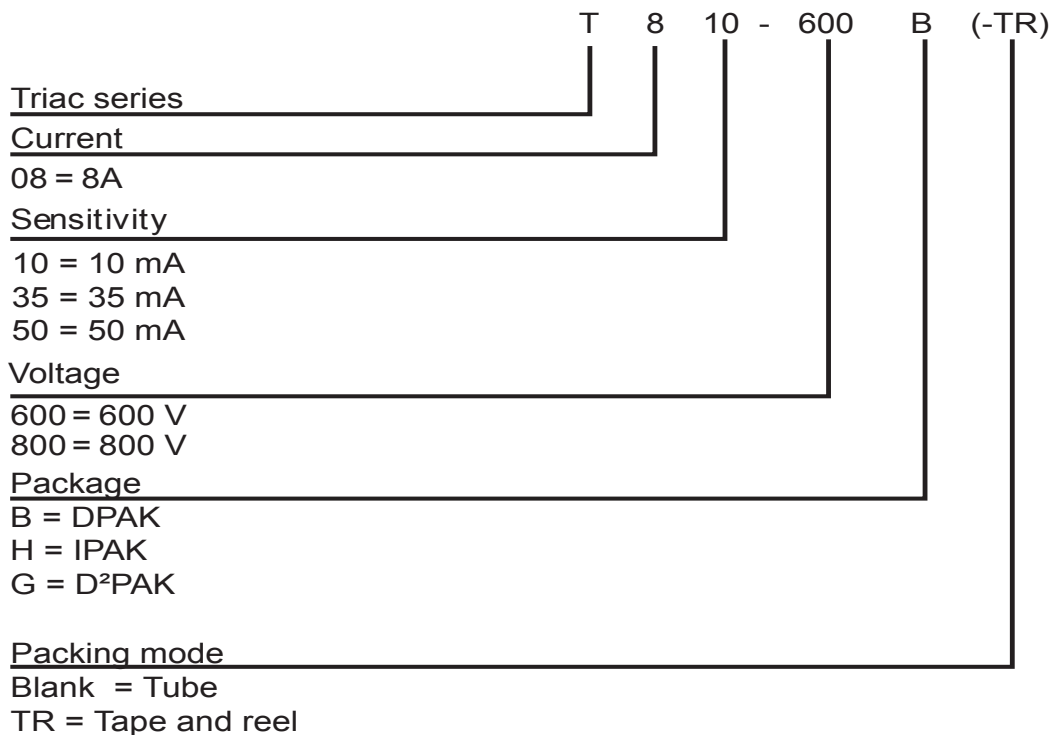 T 8 10 - 600 B (-TR)
Triac series
Current
08 = 8A
Sensitivity
10 = 10 mA
35 = 35 mA
50 = 50 mA
Voltage
600 = 600 V
800 = 800 V
Package
B = DPAK
H = IPAK
G = D²PAK
Packing mode
Blank = Tube
TR = Tape and reel